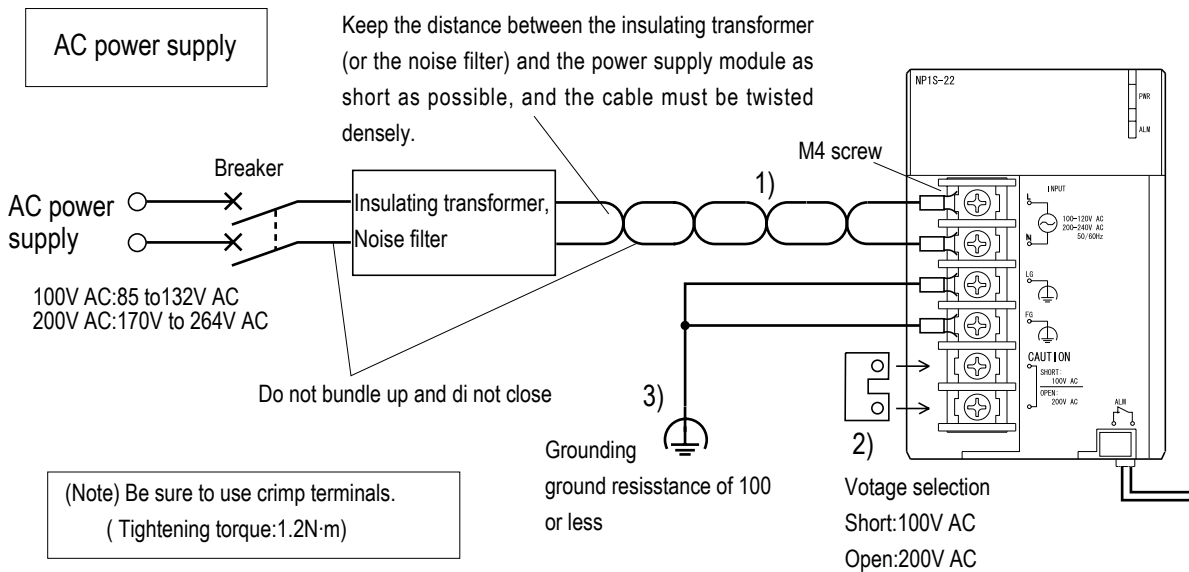 AC power supply
Keep the distance between the insulating transformer
(or the noise filter) and the power supply module as
short as possible, and the cable must be twisted
densely.
NP1S-22
PWR
ALM
M4 screw
Breaker
1)
AC power
supply
Insulating transformer,
Noise filter
L
INPUT
100-120V AC
200-240V AC
50/60Hz
N
LG
FG
100V AC:85 to132V AC
200V AC:170V to 264V AC
CAUTION
SHORT:
100V AC
OPEN:
200V AC
ALM
Do not bundle up and di not close
3)
2)
Grounding
ground resisstance of 100
or less
Votage selection
Short:100V AC
Open:200V AC
(Note) Be sure to use crimp terminals.
( Tightening torque:1.2N·m)